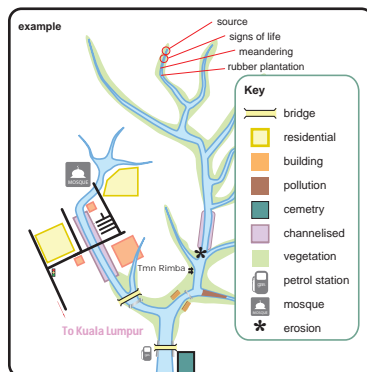 example
source
signs of life
meandering
rubber plantation
Key
bridge
residential
building
pollution
cemetry
channelised
vegetation
petrol station
mosque
erosion
MOSQUE
Tmn Rimba
To Kuala Lumpur
MOSQUE